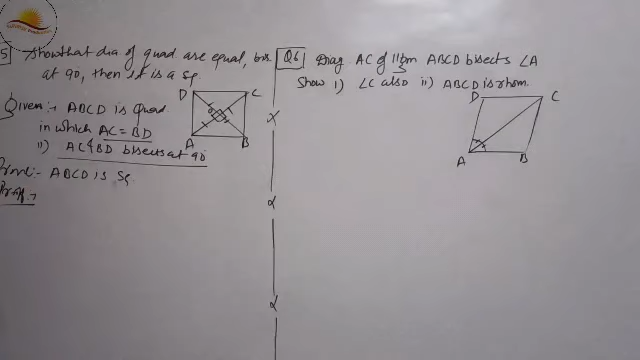 5] Show that dia of quad are equal, bis.
at 90, then it is a Sq.
Given:- ABCD is Quad.
in which AC = BD
ii) AC & BD bisects at 90
Prove:- ABCD is Sq.
Proof:-
D C
O
A B
Q6 Diag AC of ||gm ABCD bisects ∠A
Show i) ∠C also ii) ABCD is rhom.
D C
A B